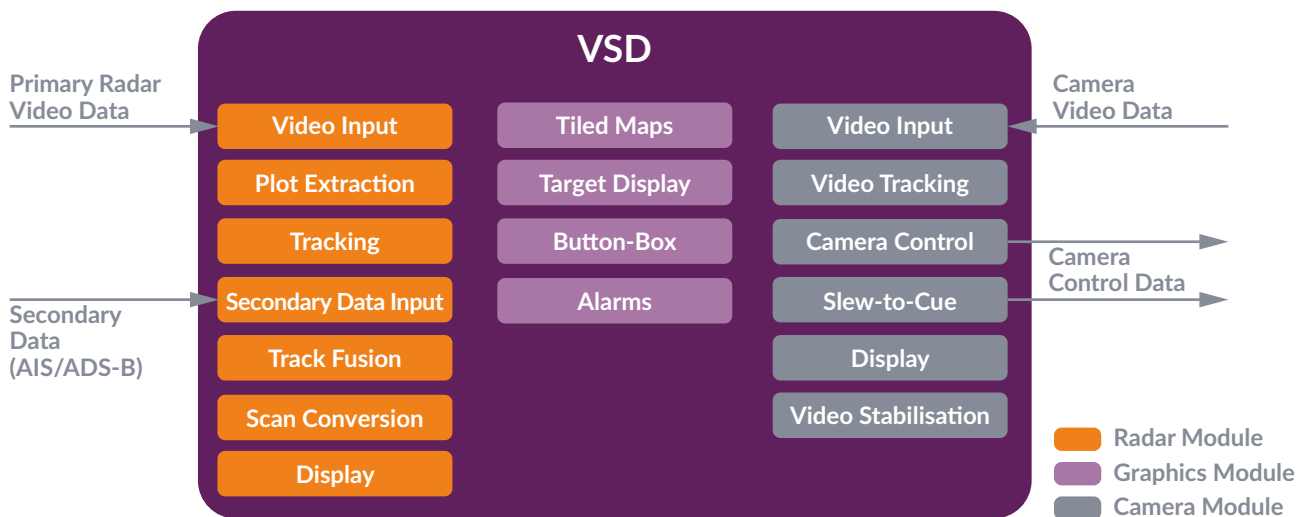 VSD
Primary Radar
Video Data
Secondary
Data
(AIS/ADS-B)
Video Input
Plot Extraction
Tracking
Secondary Data Input
Track Fusion
Scan Conversion
Display
Tiled Maps
Target Display
Button-Box
Alarms
Video Input
Video Tracking
Camera Control
Slew-to-Cue
Display
Video Stabilisation
Camera
Video Data
Camera
Control Data
Radar Module
Graphics Module
Camera Module